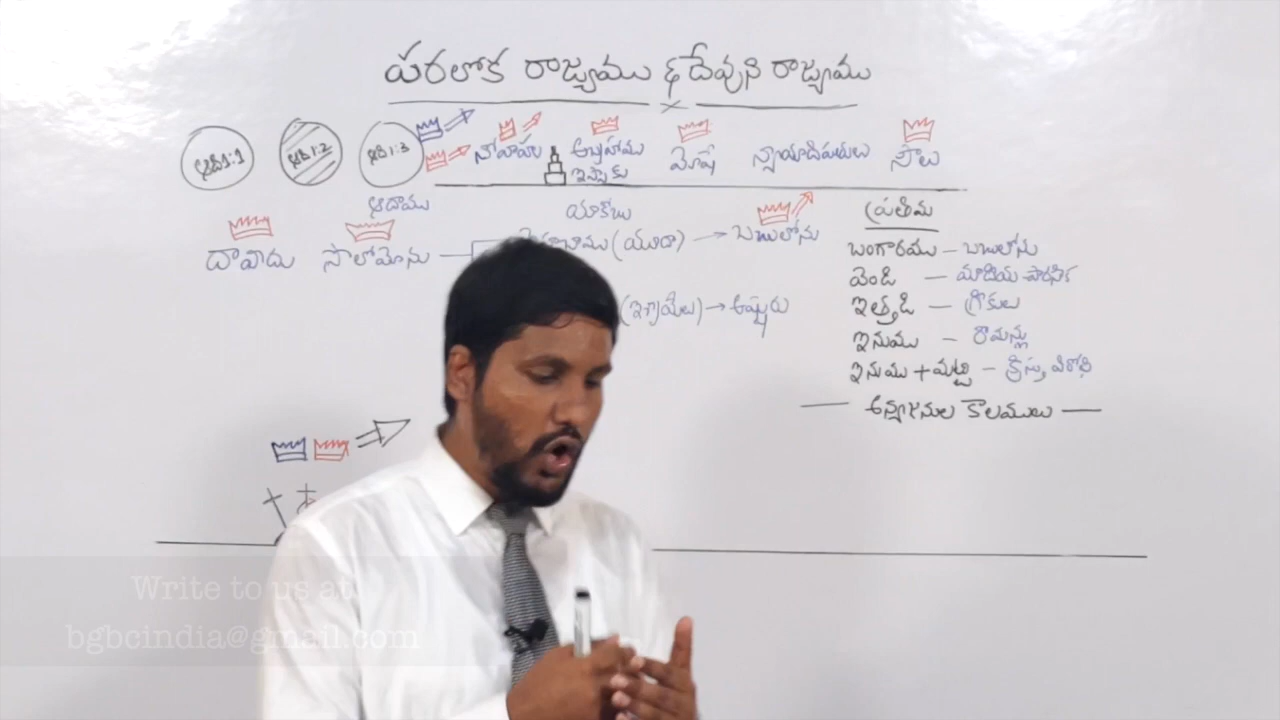 పరలోక రాజ్యము & దేవుని రాజ్యము
ఆది1:1 ఆది1:2 ఆది1:3 నోవాహు అబ్రహాము మోషే న్యాయాధిపతులు సౌలు
ఇస్సాకు
ఆదాము యాకోబు ప్రతిమ
దావీదు సొలోమోను (యూదా) → బబులోను
బంగారము - బబులోను
వెండి - మాదీయ పారసీక
(ఇశ్రాయేలు) → అష్షూరు
ఇత్తడి - గ్రీకులు
ఇనుము - రోమన్లు
ఇనుము + మట్టి - క్రీస్తు విరోధి
అన్యజనుల కాలములు
Write to us at
bgbcindia@gmail.com